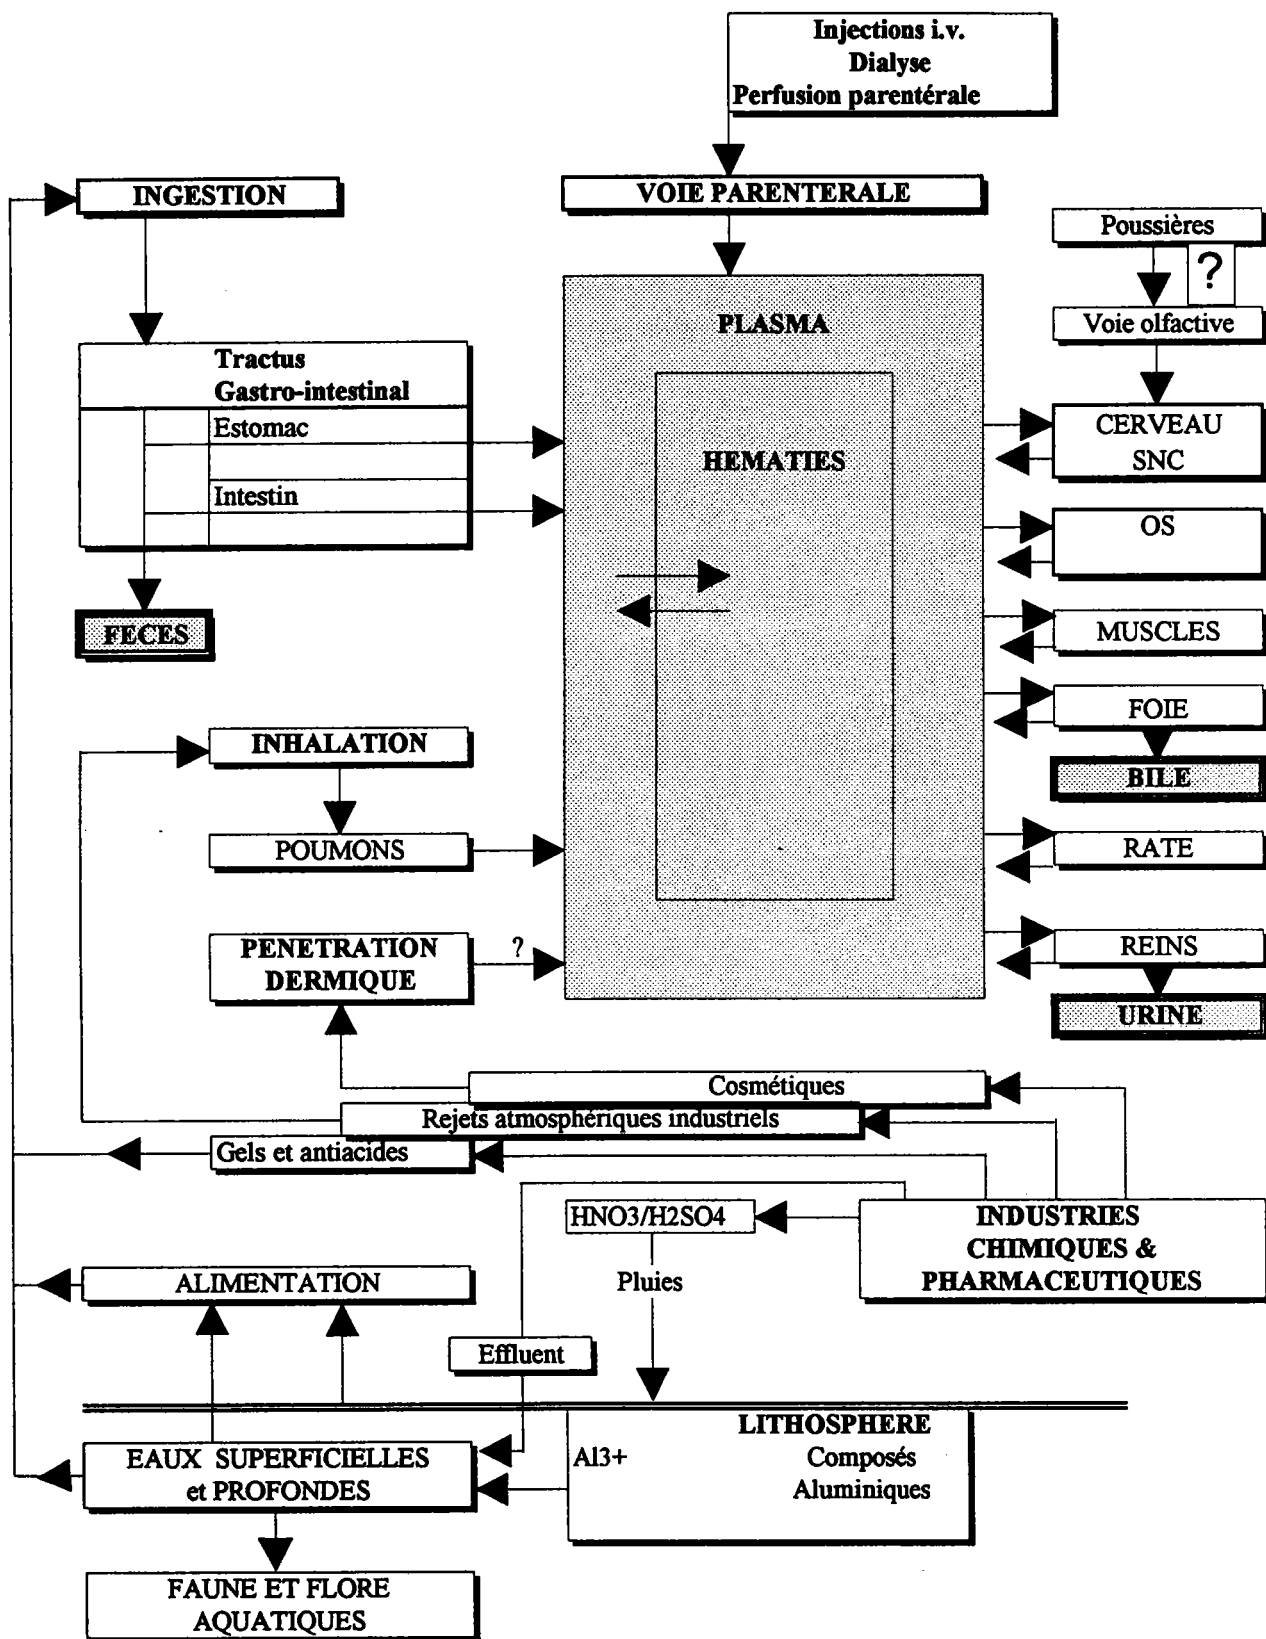 Injections i.v.
Dialyse
Perfusion parentérale
INGESTION
VOIE PARENTERALE
Poussières
?
Voie olfactive
PLASMA
Tractus
Gastro-intestinal
Estomac
Intestin
HEMATIES
CERVEAU
SNC
OS
FECES
MUSCLES
FOIE
BILE
INHALATION
POUMONS
RATE
PENETRATION
DERMIQUE
?
REINS
URINE
Cosmétiques
Rejets atmosphériques industriels
Gels et antiacides
HNO3/H2SO4
INDUSTRIES
CHIMIQUES &
PHARMACEUTIQUES
Pluies
ALIMENTATION
Effluent
LITHOSPHERE
Al3+
Composés
Aluminiques
EAUX SUPERFICIELLES
et PROFONDES
FAUNE ET FLORE
AQUATIQUES